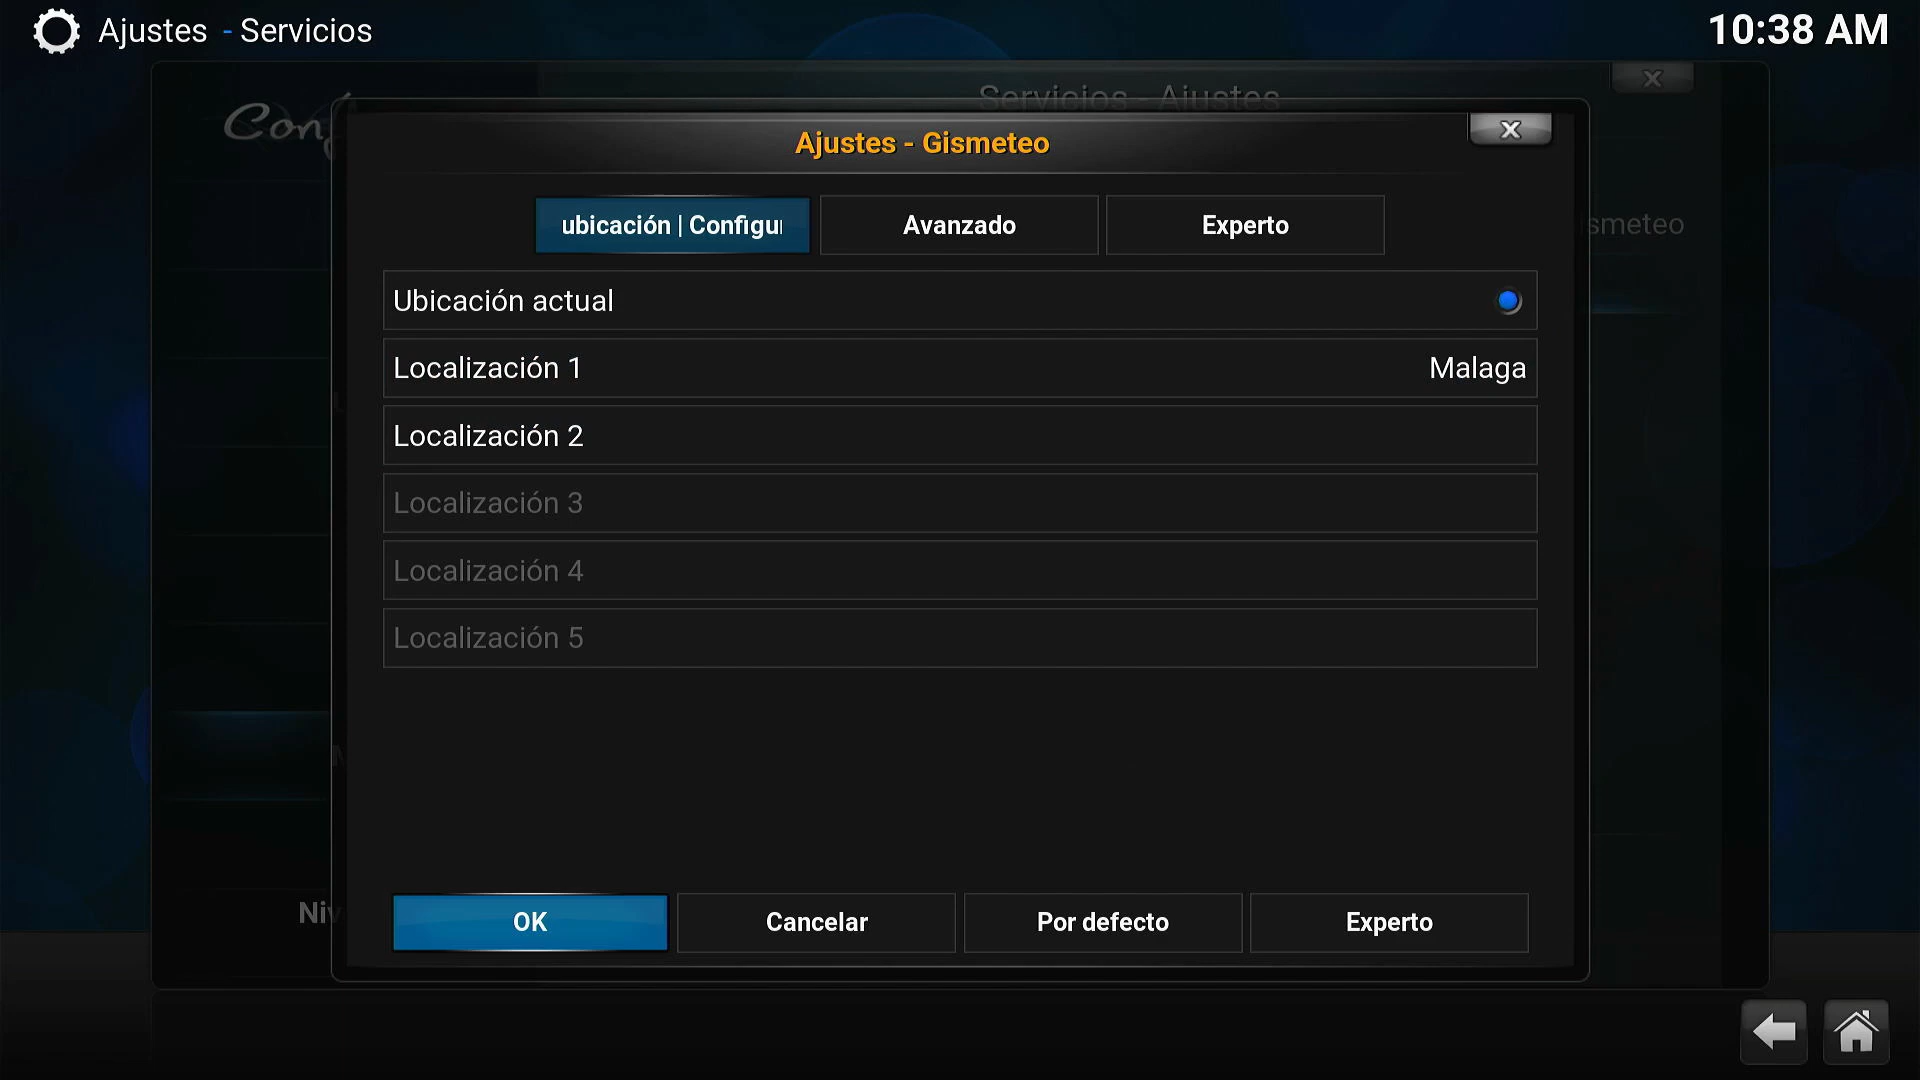 Ajustes - Servicios
10:38 AM
Servicios - Ajustes
Ajustes - Gismeteo
ubicación | Configu
Avanzado
Experto
smeteo
Ubicación actual
Localización 1
Malaga
Localización 2
Localización 3
Localización 4
Localización 5
Niv
OK
Cancelar
Por defecto
Experto